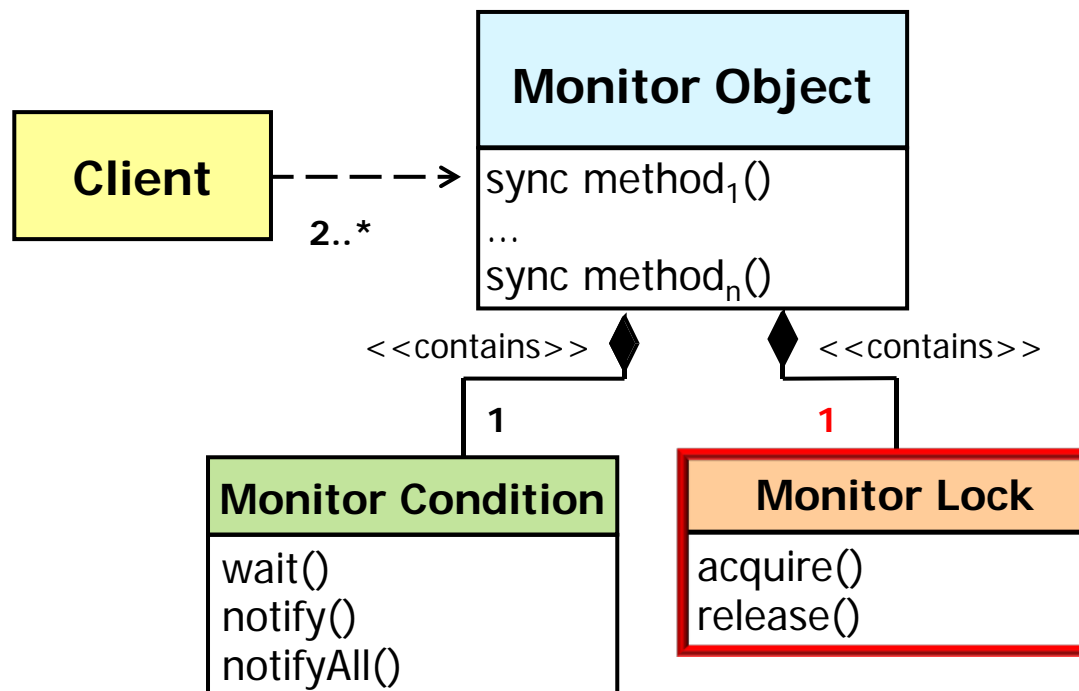 Monitor Object
Client
sync method₁()
...
sync methodₙ()
2..*
<<contains>>
<<contains>>
1
1
Monitor Condition
wait()
notify()
notifyAll()
Monitor Lock
acquire()
release()